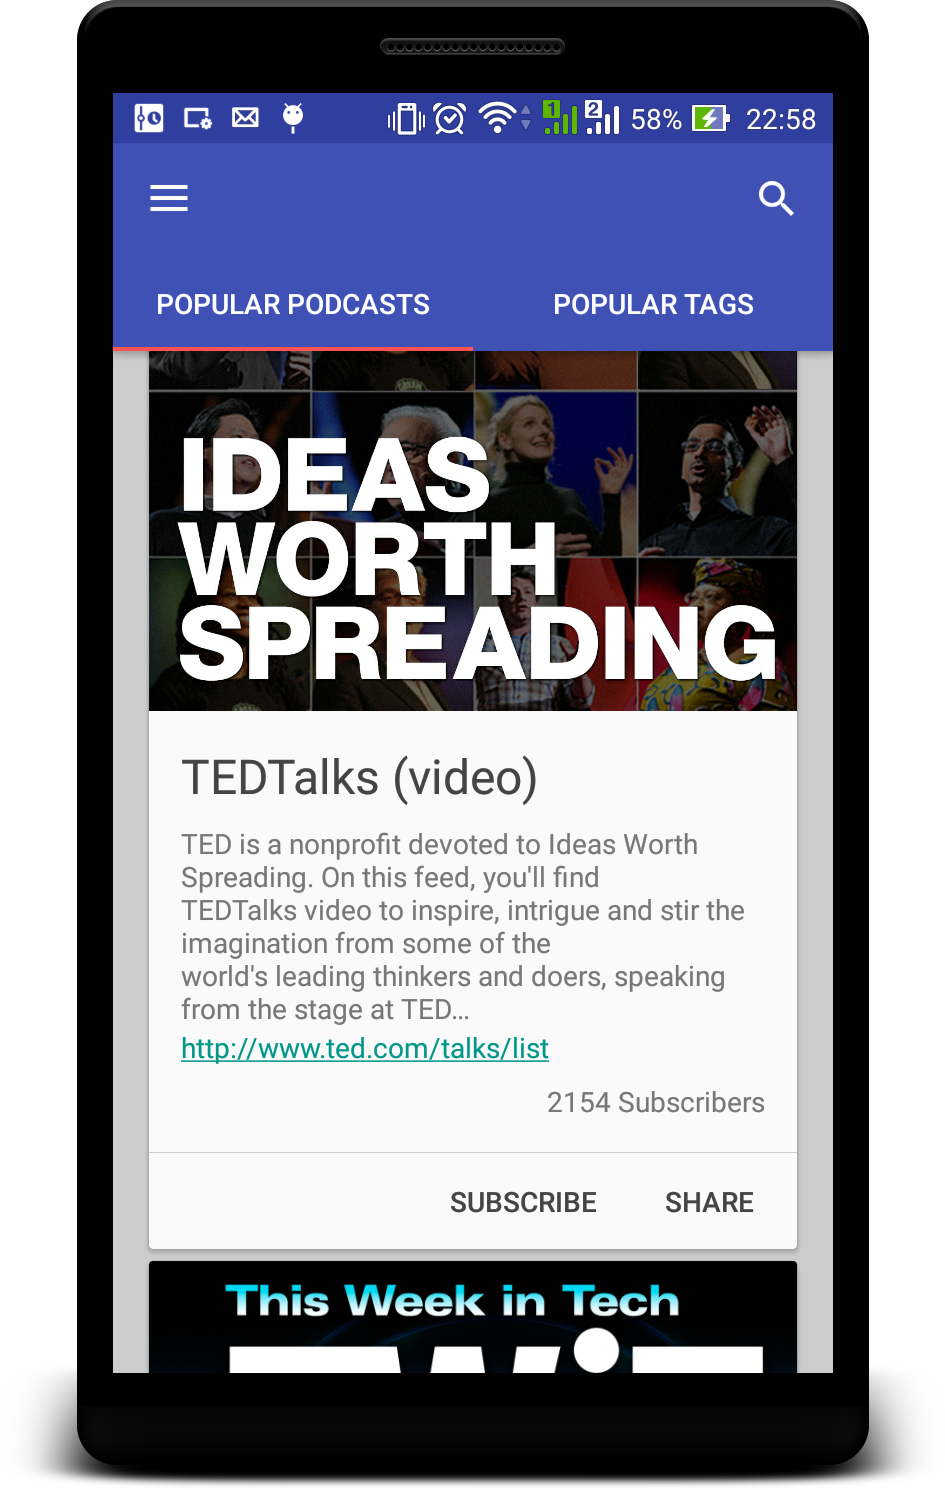 1 2 58% 22:58
POPULAR PODCASTS POPULAR TAGS
IDEAS
WORTH
SPREADING
TEDTalks (video)
TED is a nonprofit devoted to Ideas Worth
Spreading. On this feed, you'll find
TEDTalks video to inspire, intrigue and stir the
imagination from some of the
world's leading thinkers and doers, speaking
from the stage at TED...
http://www.ted.com/talks/list
2154 Subscribers
SUBSCRIBE SHARE
This Week in Tech
TWiT